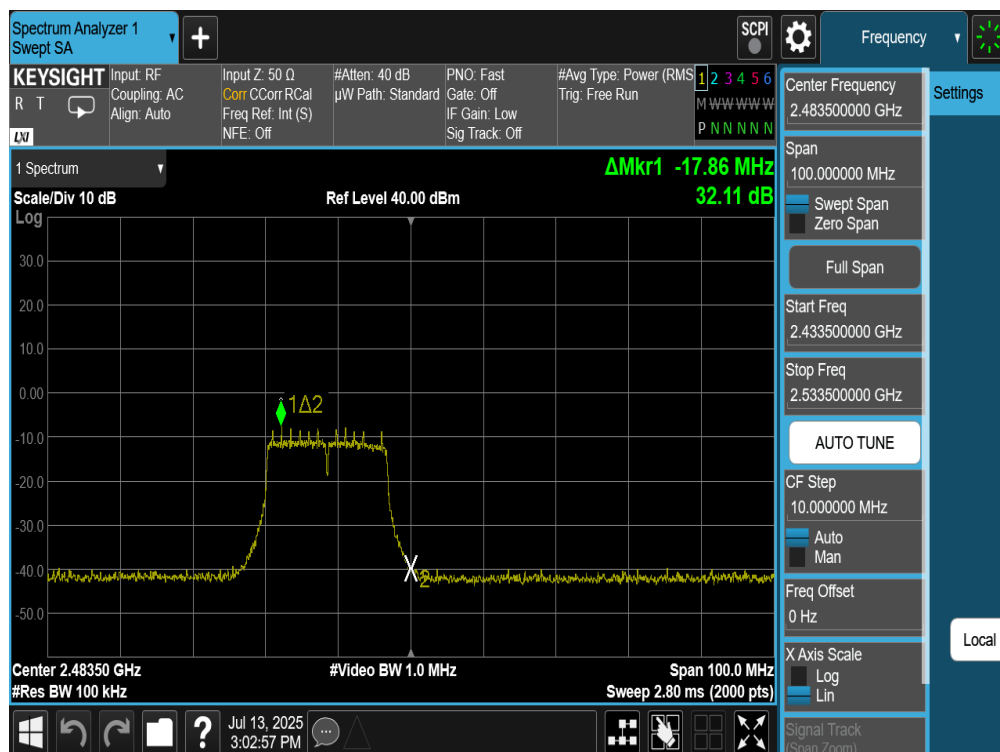 Spectrum Analyzer 1
Swept SA
+
SCPI
Frequency
KEYSIGHT
R T
LXI
Input: RF
Coupling: AC
Align: Auto
Input Z: 50 Ω
Corr CCorr RCal
Freq Ref: Int (S)
NFE: Off
#Atten: 40 dB
µW Path: Standard
PNO: Fast
Gate: Off
IF Gain: Low
Sig Track: Off
#Avg Type: Power (RMS
Trig: Free Run
1 2 3 4 5 6
M W W W W W
P N N N N N
1 Spectrum
ΔMkr1 -17.86 MHz
32.11 dB
Scale/Div 10 dB
Ref Level 40.00 dBm
Log
30.0
20.0
10.0
0.00
-10.0
-20.0
-30.0
-40.0
-50.0
1Δ2
X
2
Center 2.48350 GHz
#Video BW 1.0 MHz
Span 100.0 MHz
#Res BW 100 kHz
Sweep 2.80 ms (2000 pts)
Jul 13, 2025
3:02:57 PM
?
Center Frequency
2.483500000 GHz
Span
100.000000 MHz
Swept Span
Zero Span
Full Span
Start Freq
2.433500000 GHz
Stop Freq
2.533500000 GHz
AUTO TUNE
CF Step
10.000000 MHz
Auto
Man
Freq Offset
0 Hz
X Axis Scale
Log
Lin
Signal Track
(Span Zoom)
Settings
Local